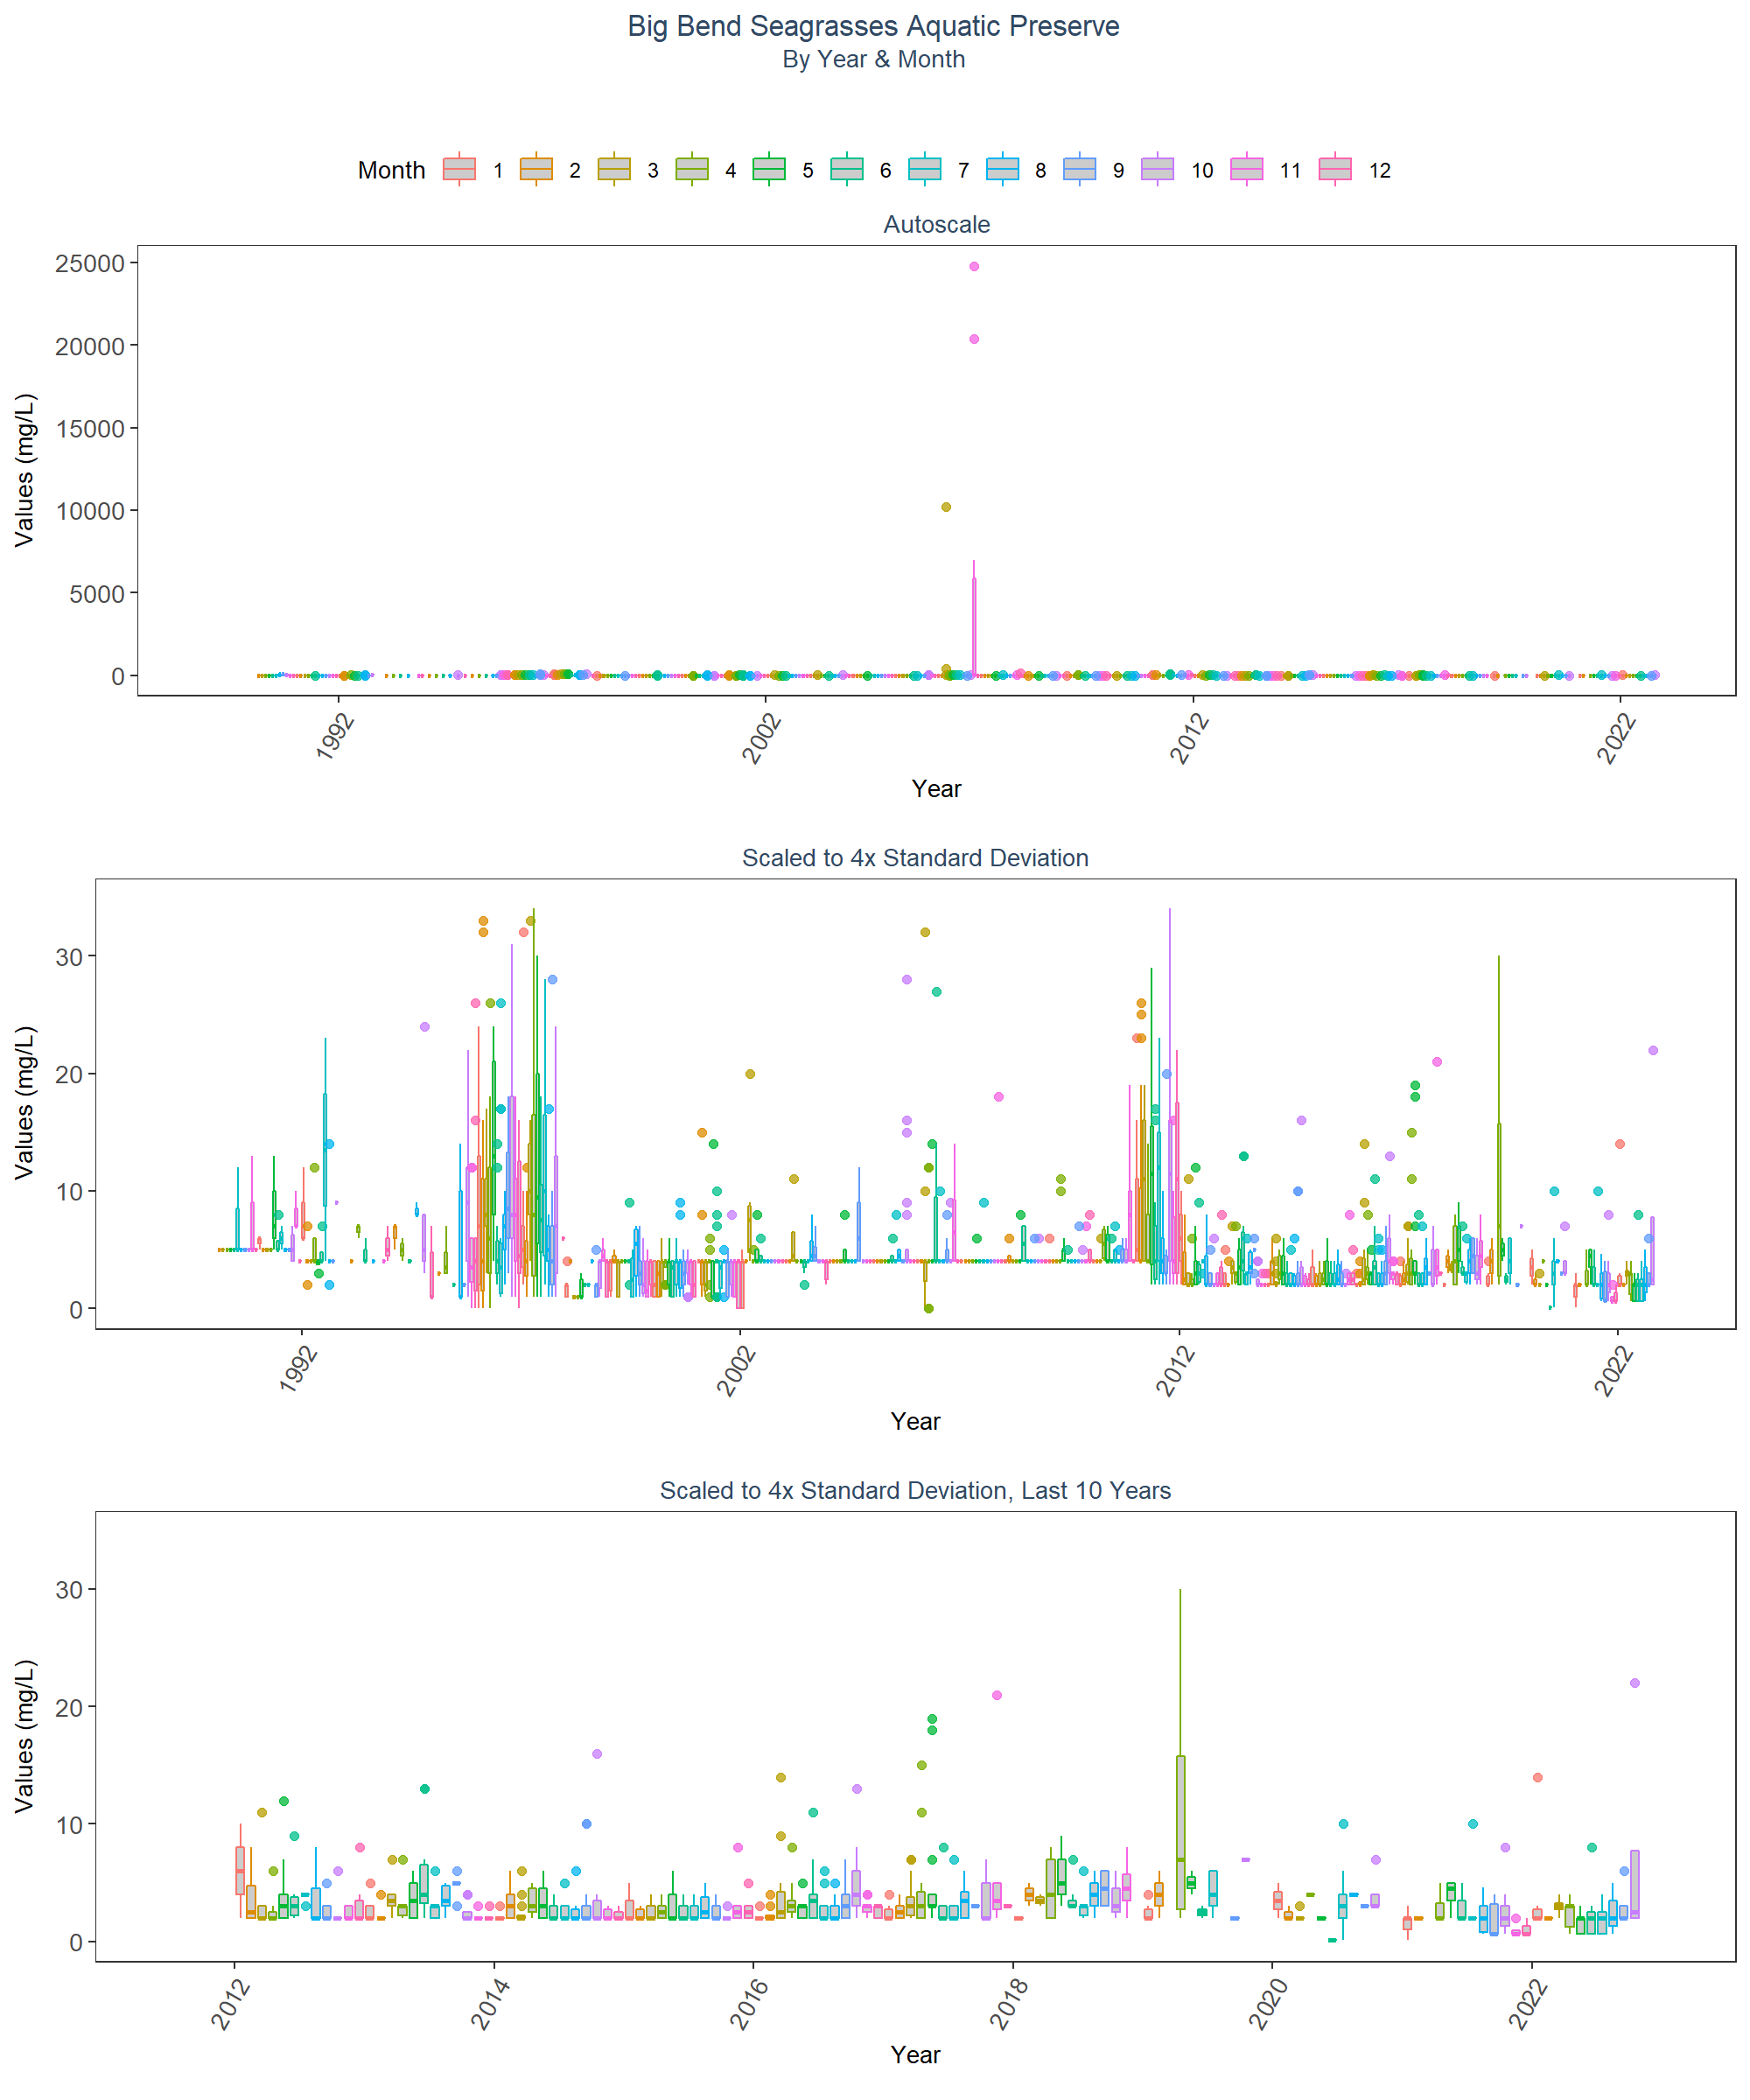 Big Bend Seagrasses Aquatic Preserve
By Year & Month
Month 1 2 3 4 5 6 7 8 9 10 11 12
Autoscale
Values (mg/L)
25000
20000
15000
10000
5000
0
1992 2002 2012 2022
Year
Scaled to 4x Standard Deviation
Values (mg/L)
30
20
10
0
1992 2002 2012 2022
Year
Scaled to 4x Standard Deviation, Last 10 Years
Values (mg/L)
30
20
10
0
2012 2014 2016 2018 2020 2022
Year